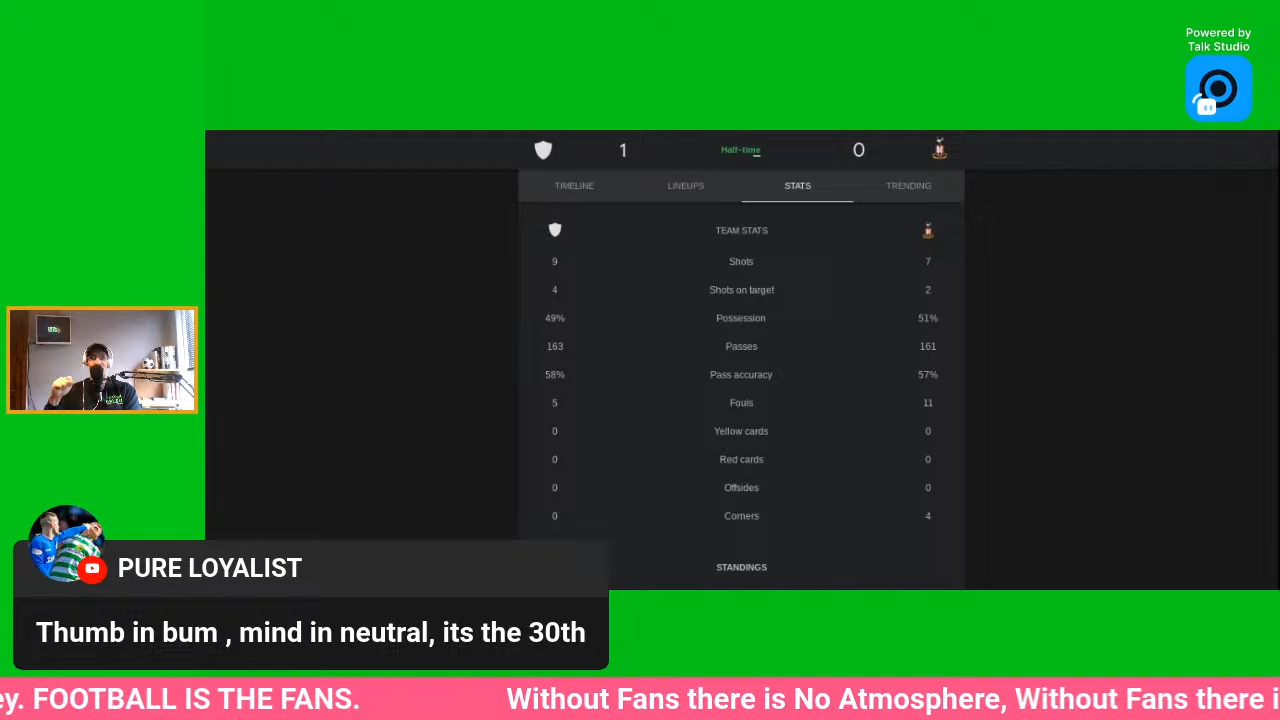 Powered by
Talk Studio
1 Half-time 0
TIMELINE LINEUPS STATS TRENDING
TEAM STATS
9 Shots 7
4 Shots on target 2
49% Possession 51%
163 Passes 161
58% Pass accuracy 57%
5 Fouls 11
0 Yellow cards 0
0 Red cards 0
0 Offsides 0
0 Corners 4
STANDINGS
PURE LOYALIST
Thumb in bum , mind in neutral, its the 30th
ey. FOOTBALL IS THE FANS. Without Fans there is No Atmosphere, Without Fans there i